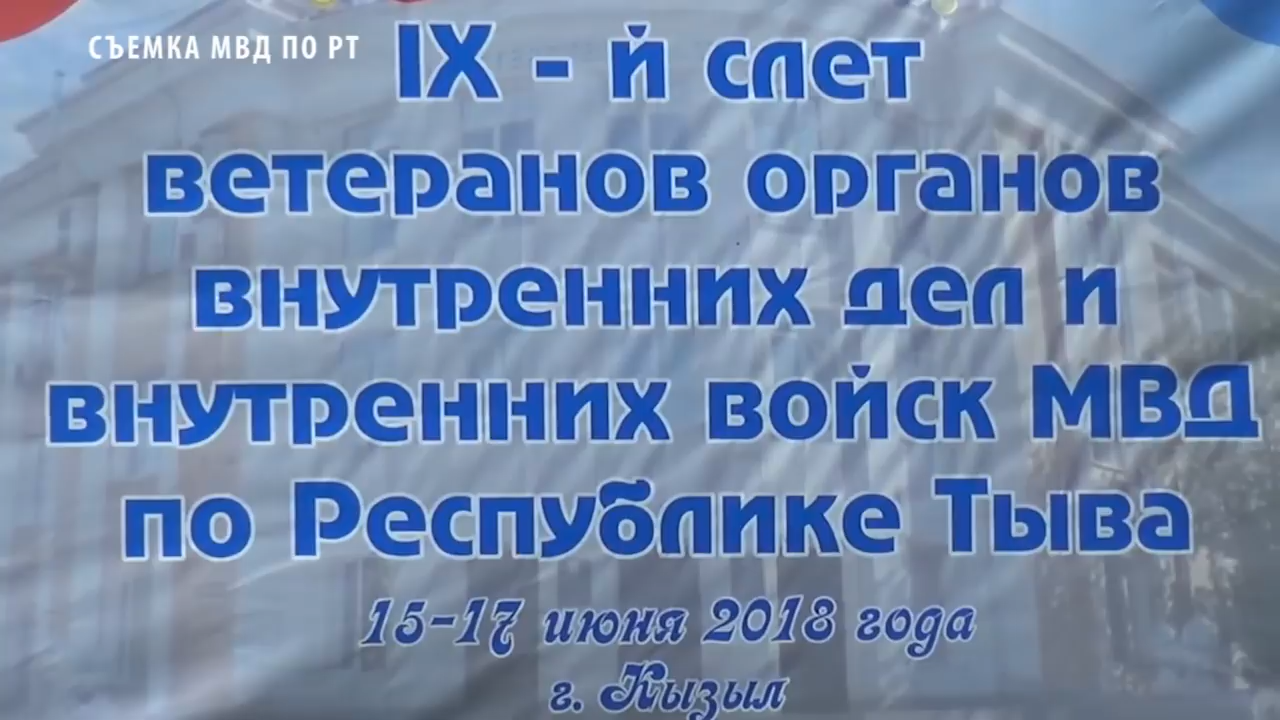 СЪЕМКА МВД ПО РТ
IX - й слет
ветеранов органов
внутренних дел и
внутренних войск МВД
по Республике Тыва
15-17 июня 2018 года
г. Кызыл